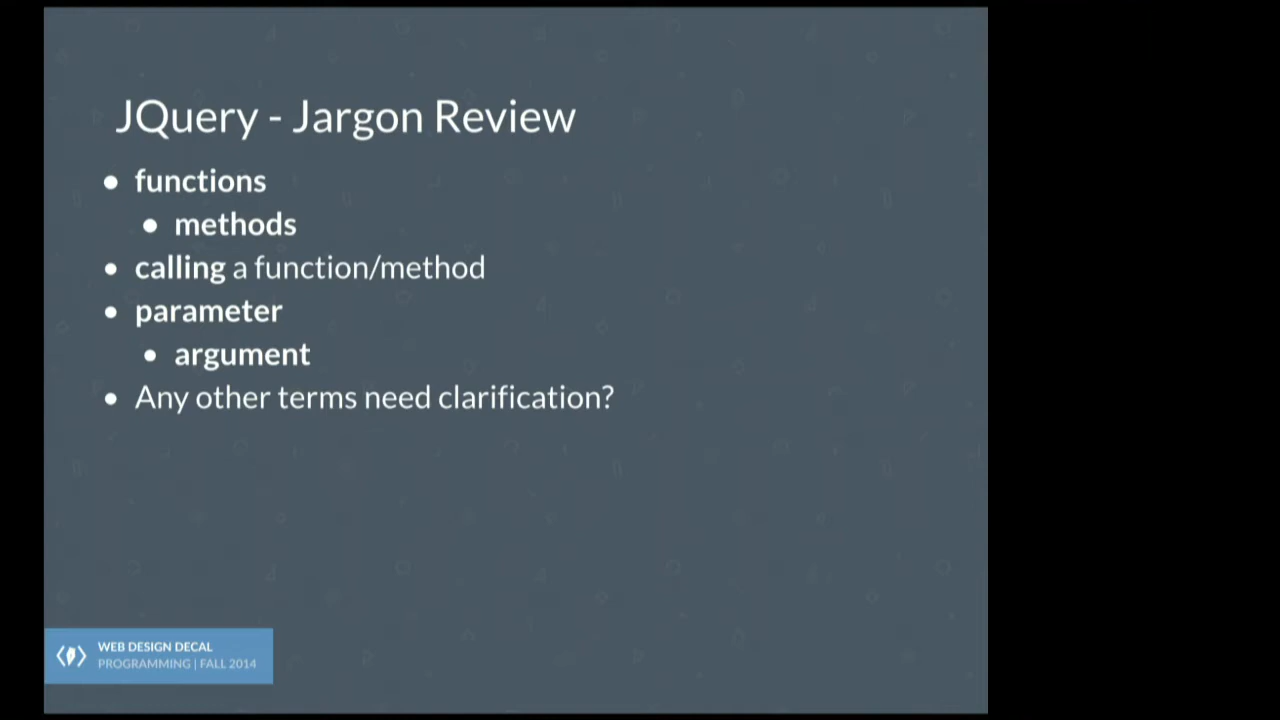 JQuery - Jargon Review
functions
methods
calling a function/method
parameter
argument
Any other terms need clarification?
WEB DESIGN DECAL
PROGRAMMING | FALL 2014